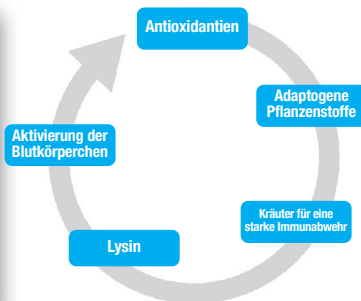 Antioxidantien
Adaptogene
Pflanzenstoffe
Kräuter für eine
starke Immunabwehr
Lysin
Aktivierung der
Blutkörperchen